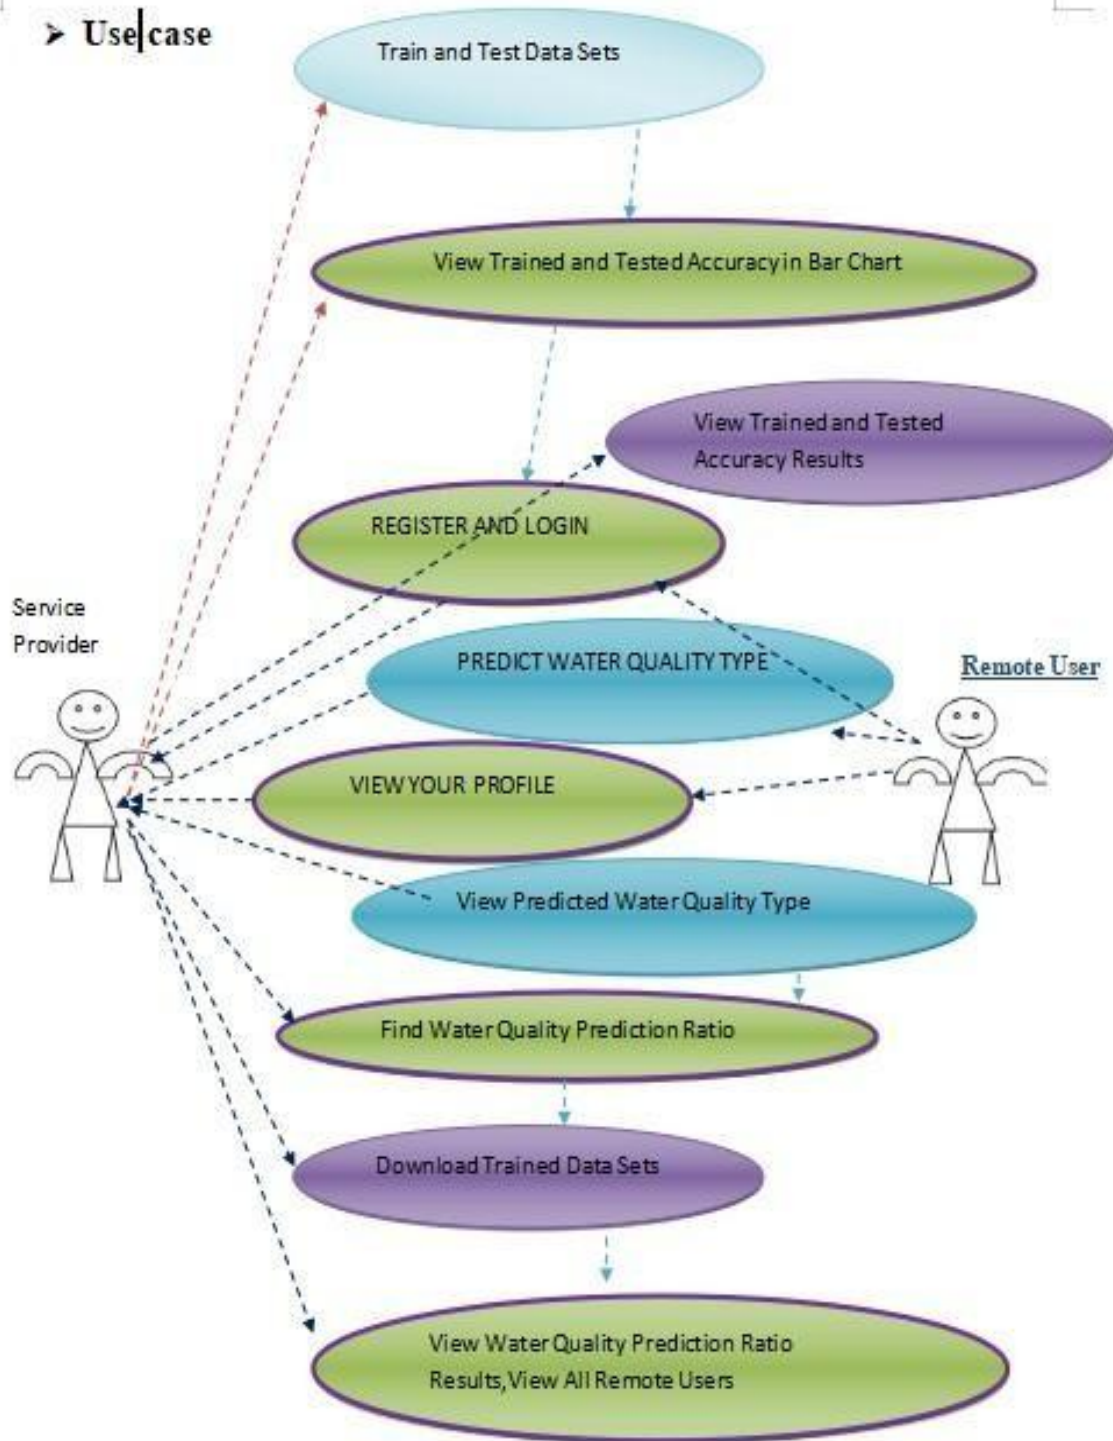 ➢ Use case
Train and Test Data Sets
View Trained and Tested Accuracy in Bar Chart
View Trained and Tested
Accuracy Results
REGISTER AND LOGIN
Service
Provider
PREDICT WATER QUALITY TYPE
Remote User
VIEW YOUR PROFILE
View Predicted Water Quality Type
Find Water Quality Prediction Ratio
Download Trained Data Sets
View Water Quality Prediction Ratio
Results,View All Remote Users